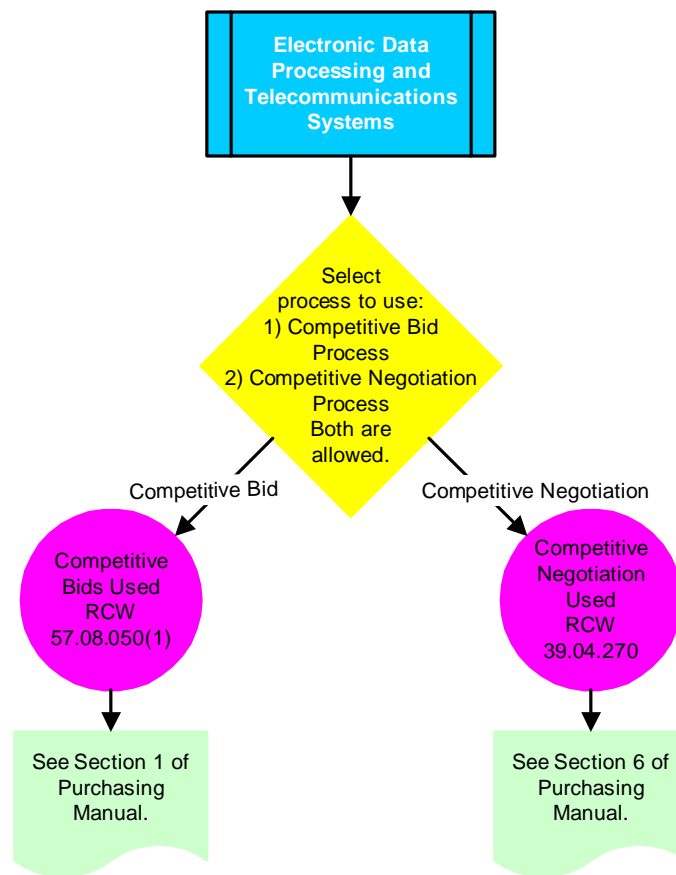 Electronic Data
Processing and
Telecommunications
Systems
Select
process to use:
1) Competitive Bid
Process
2) Competitive Negotiation
Process
Both are
allowed.
Competitive Bid
Competitive Negotiation
Competitive
Bids Used
RCW
57.08.050(1)
Competitive
Negotiation
Used
RCW
39.04.270
See Section 1 of
Purchasing
Manual.
See Section 6 of
Purchasing
Manual.